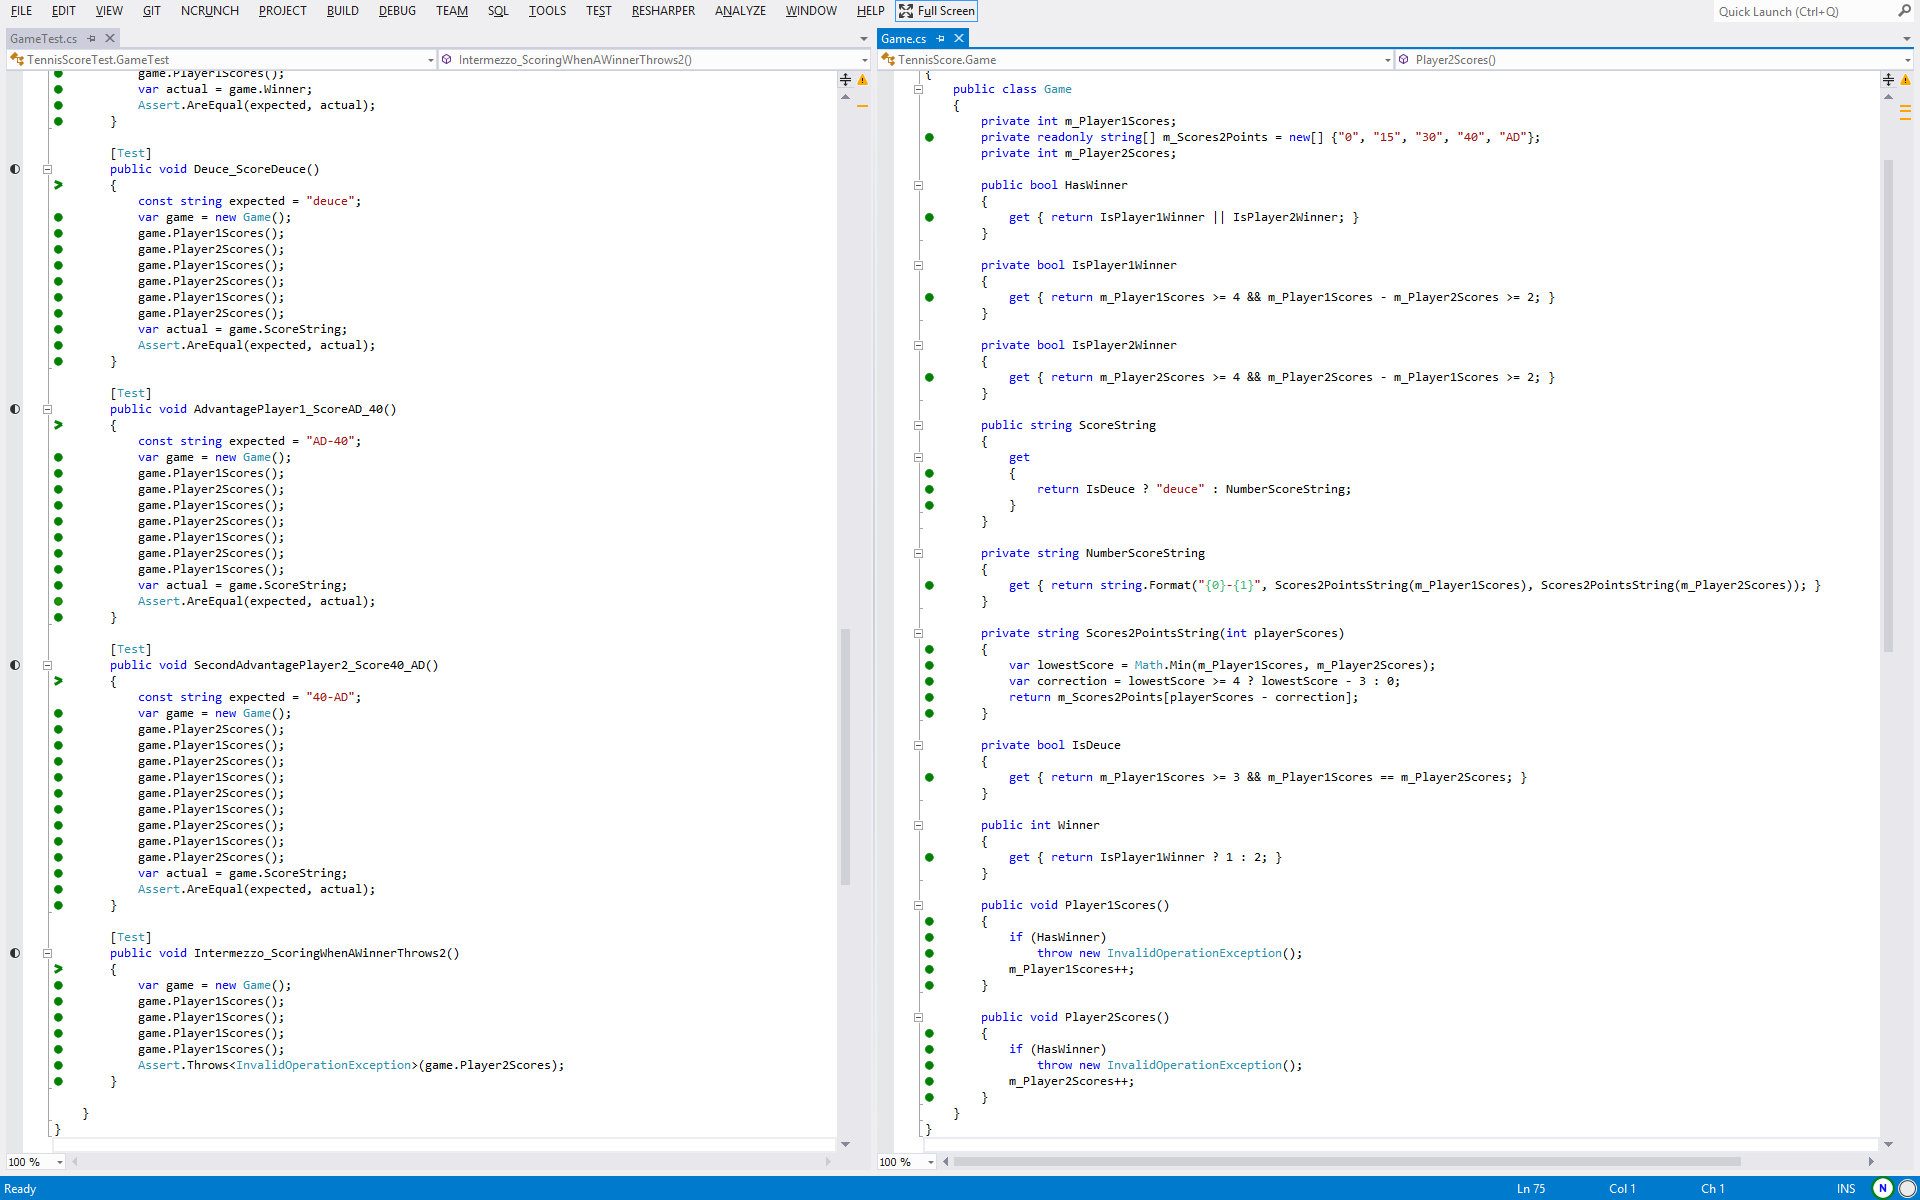 FILE EDIT VIEW GIT NCRUNCH PROJECT BUILD DEBUG TEAM SQL TOOLS TEST RESHARPER ANALYZE WINDOW HELP Full Screen Quick Launch (Ctrl+Q)
GameTest.cs
TennisScoreTest.GameTest Intermezzo_ScoringWhenAWinnerThrows2()
game.Player1Scores();
var actual = game.Winner;
Assert.AreEqual(expected, actual);
}
[Test]
public void Deuce_ScoreDeuce()
{
const string expected = "deuce";
var game = new Game();
game.Player1Scores();
game.Player2Scores();
game.Player1Scores();
game.Player2Scores();
game.Player1Scores();
game.Player2Scores();
var actual = game.ScoreString;
Assert.AreEqual(expected, actual);
}
[Test]
public void AdvantagePlayer1_ScoreAD_40()
{
const string expected = "AD-40";
var game = new Game();
game.Player1Scores();
game.Player2Scores();
game.Player1Scores();
game.Player2Scores();
game.Player1Scores();
game.Player2Scores();
game.Player1Scores();
var actual = game.ScoreString;
Assert.AreEqual(expected, actual);
}
[Test]
public void SecondAdvantagePlayer2_Score40_AD()
{
const string expected = "40-AD";
var game = new Game();
game.Player2Scores();
game.Player1Scores();
game.Player2Scores();
game.Player1Scores();
game.Player2Scores();
game.Player1Scores();
game.Player2Scores();
game.Player1Scores();
game.Player2Scores();
var actual = game.ScoreString;
Assert.AreEqual(expected, actual);
}
[Test]
public void Intermezzo_ScoringWhenAWinnerThrows2()
{
var game = new Game();
game.Player1Scores();
game.Player1Scores();
game.Player1Scores();
game.Player1Scores();
Assert.Throws<InvalidOperationException>(game.Player2Scores);
}
}
}
100 %
Game.cs
TennisScore.Game Player2Scores()
{
public class Game
{
private int m_Player1Scores;
private readonly string[] m_Scores2Points = new[] {"0", "15", "30", "40", "AD"};
private int m_Player2Scores;
public bool HasWinner
{
get { return IsPlayer1Winner || IsPlayer2Winner; }
}
private bool IsPlayer1Winner
{
get { return m_Player1Scores >= 4 && m_Player1Scores - m_Player2Scores >= 2; }
}
private bool IsPlayer2Winner
{
get { return m_Player2Scores >= 4 && m_Player2Scores - m_Player1Scores >= 2; }
}
public string ScoreString
{
get
{
return IsDeuce ? "deuce" : NumberScoreString;
}
}
private string NumberScoreString
{
get { return string.Format("{0}-{1}", Scores2PointsString(m_Player1Scores), Scores2PointsString(m_Player2Scores)); }
}
private string Scores2PointsString(int playerScores)
{
var lowestScore = Math.Min(m_Player1Scores, m_Player2Scores);
var correction = lowestScore >= 4 ? lowestScore - 3 : 0;
return m_Scores2Points[playerScores - correction];
}
private bool IsDeuce
{
get { return m_Player1Scores >= 3 && m_Player1Scores == m_Player2Scores; }
}
public int Winner
{
get { return IsPlayer1Winner ? 1 : 2; }
}
public void Player1Scores()
{
if (HasWinner)
throw new InvalidOperationException();
m_Player1Scores++;
}
public void Player2Scores()
{
if (HasWinner)
throw new InvalidOperationException();
m_Player2Scores++;
}
}
}
100 %
Ready Ln 75 Col 1 Ch 1 INS N